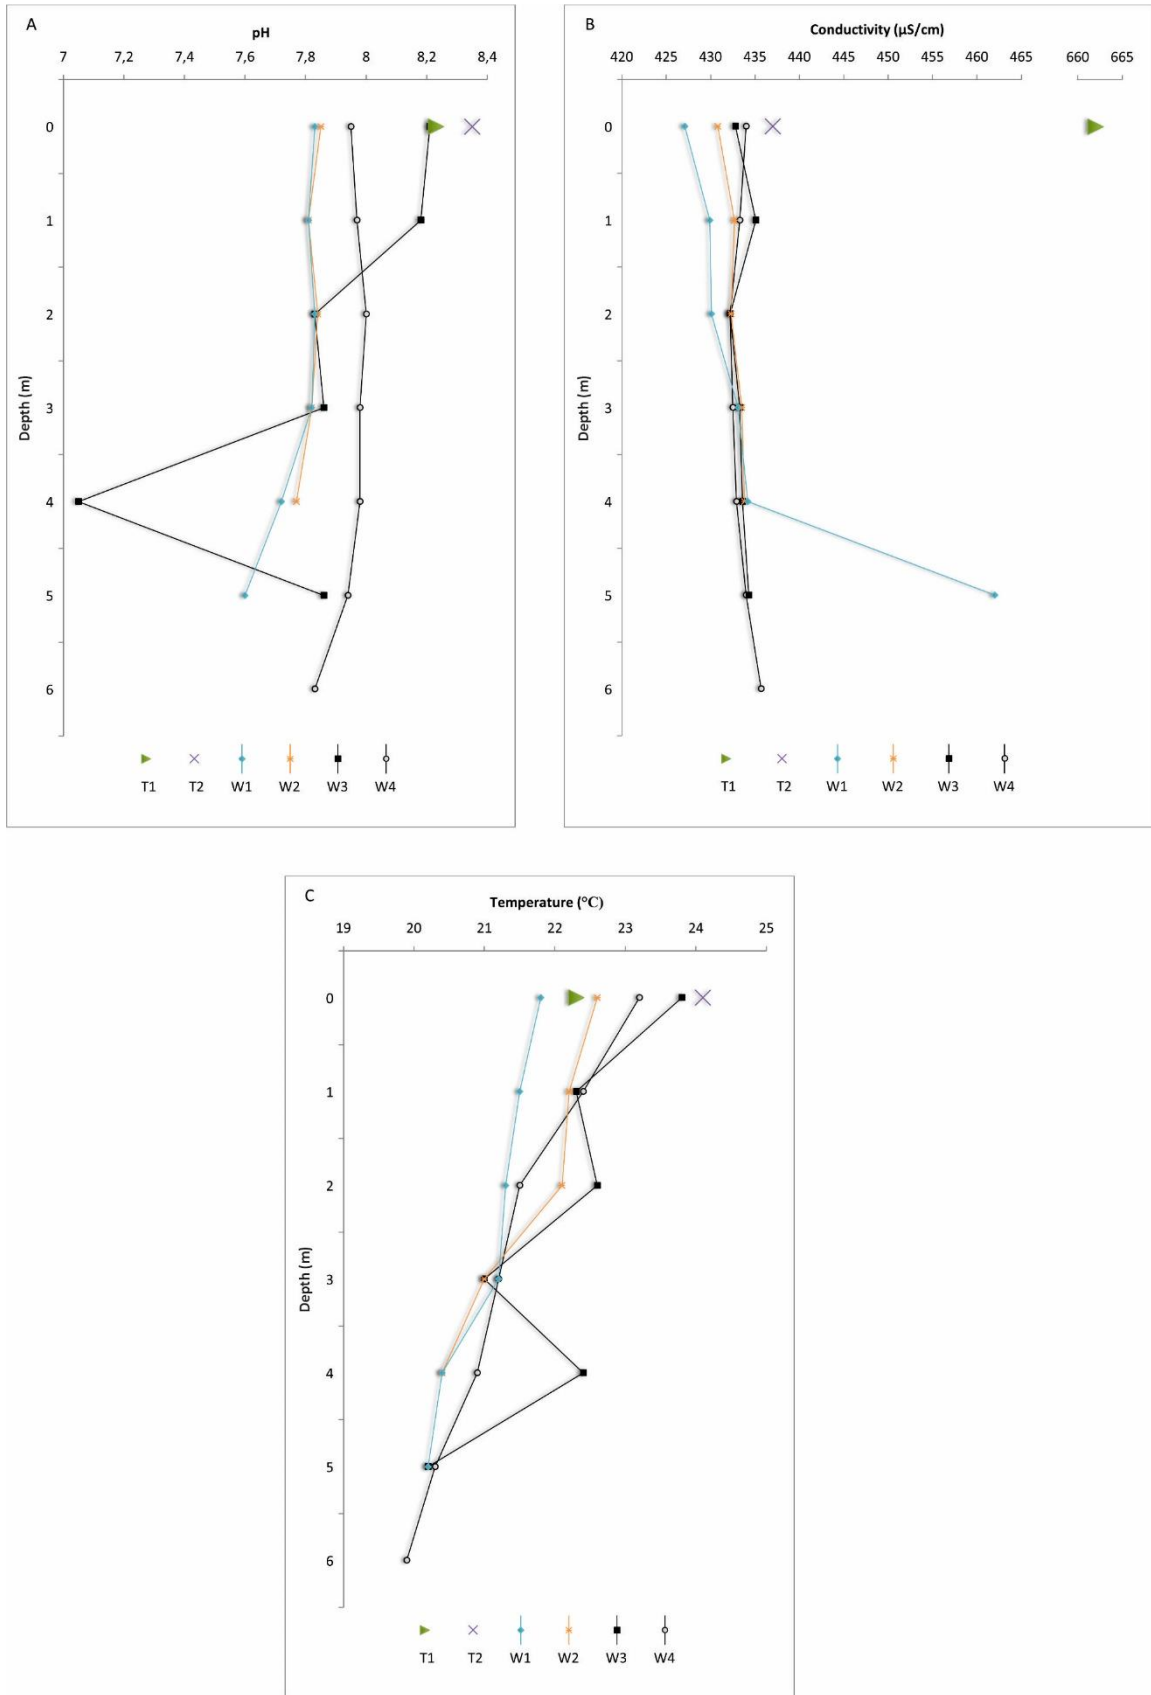 A
pH
7 7,2 7,4 7,6 7,8 8 8,2 8,4
0
1
2
3
Depth (m)
4
5
6
T1 T2 W1 W2 W3 W4
B
Conductivity (µS/cm)
420 425 430 435 440 445 450 455 460 465 660 665
0
1
2
3
Depth (m)
4
5
6
T1 T2 W1 W2 W3 W4
C
Temperature (°C)
19 20 21 22 23 24 25
0
1
2
3
Depth (m)
4
5
6
T1 T2 W1 W2 W3 W4